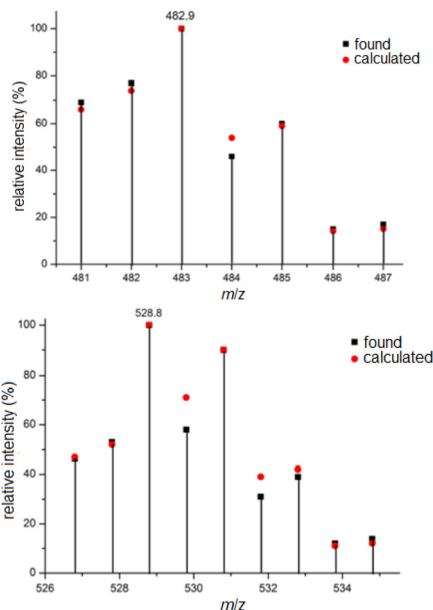 482.9
100
80
60
40
20
0
relative intensity (%)
found
calculated
481 482 483 484 485 486 487
m/z
528.8
100
80
60
40
20
0
relative intensity (%)
found
calculated
526 528 530 532 534
m/z